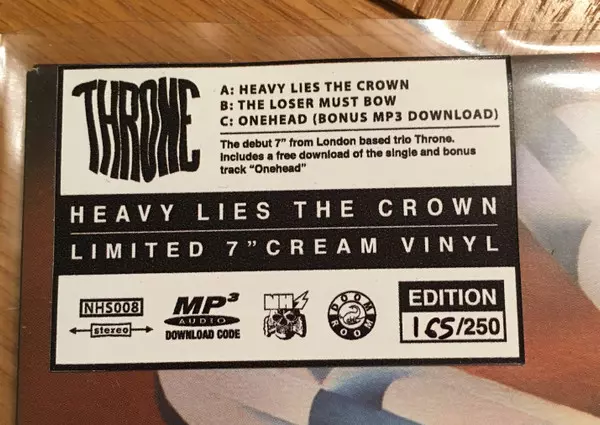 THRONE
A: HEAVY LIES THE CROWN
B: THE LOSER MUST BOW
C: ONEHEAD (BONUS MP3 DOWNLOAD)
The debut 7" from London based trio Throne.
Includes a free download of the single and bonus
track "Onehead"
HEAVY LIES THE CROWN
LIMITED 7" CREAM VINYL
NHS008
stereo
MP3
AUDIO
DOWNLOAD CODE
NHS
DOOM
ROOM
EDITION
165/250